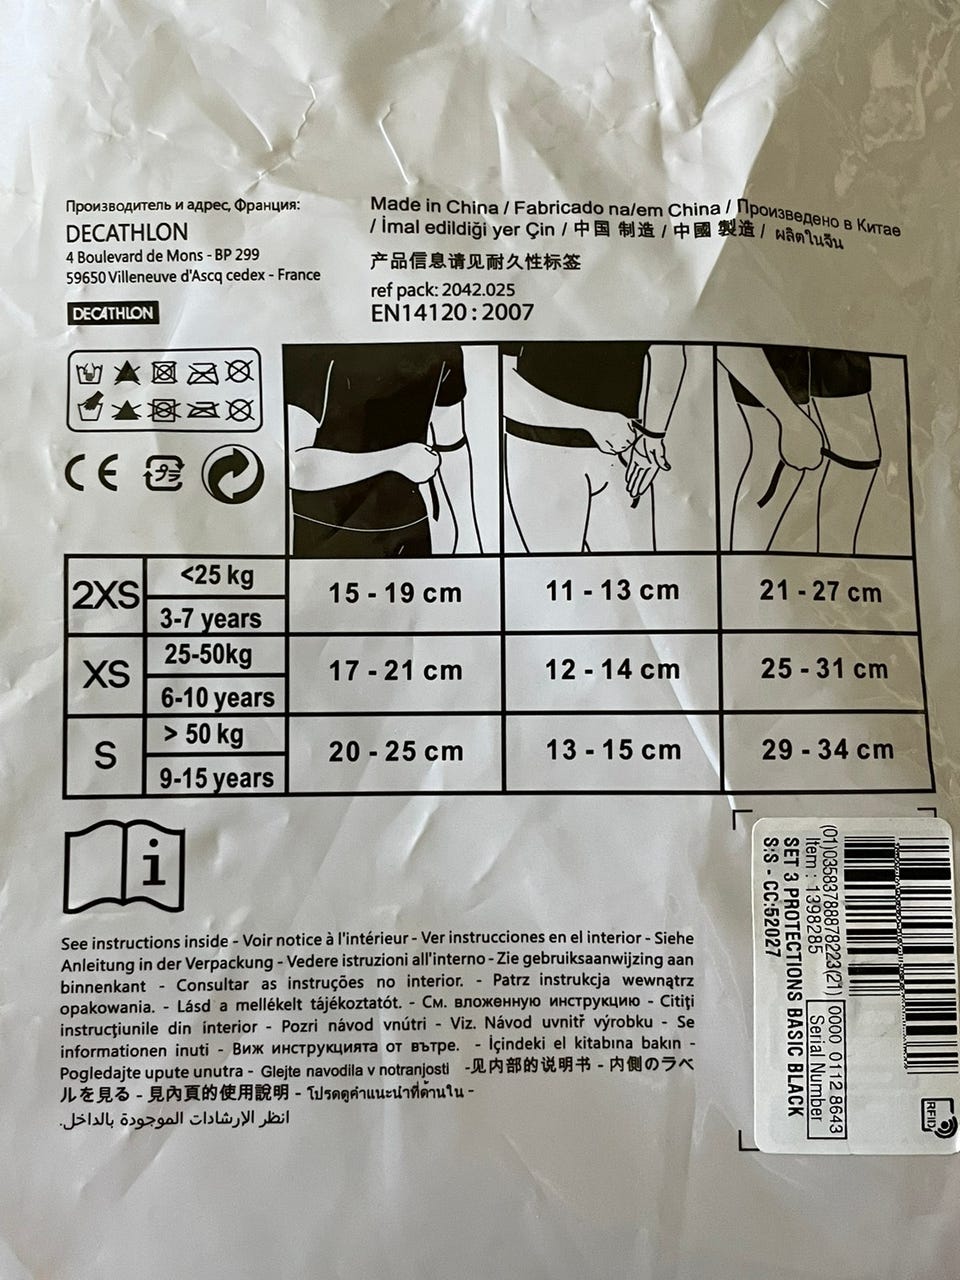 Производитель и адрес, Франция:
DECATHLON
4 Boulevard de Mons - BP 299
59650 Villeneuve d'Ascq cedex - France
DECATHLON
Made in China / Fabricado na/em China / Произведено в Китае
/ İmal edildiği yer Çin / 中国 制造 / 中國 製造 / ผลิตในจีน
产品信息请见耐久性标签
ref pack: 2042.025
EN14120 : 2007
CE
2XS <25 kg 15 - 19 cm 11 - 13 cm 21 - 27 cm
3-7 years
XS 25-50kg 17 - 21 cm 12 - 14 cm 25 - 31 cm
6-10 years
S > 50 kg 20 - 25 cm 13 - 15 cm 29 - 34 cm
9-15 years
i
See instructions inside - Voir notice à l'intérieur - Ver instrucciones en el interior - Siehe
Anleitung in der Verpackung - Vedere istruzioni all'interno - Zie gebruiksaanwijzing aan
binnenkant - Consultar as instruções no interior. - Patrz instrukcja wewnątrz
opakowania. - Lásd a mellékelt tájékoztatót. - См. вложенную инструкцию - Citiţi
instrucţiunile din interior - Pozri návod vnútri - Viz. Návod uvnitř výrobku - Se
informationen inuti - Виж инструкцията от вътре. - İçindeki el kitabına bakın -
Pogledajte upute unutra - Glejte navodila v notranjosti -见内部的说明书 - 内側のラベ
ルを見る - 見內頁的使用說明 - โปรดดูคำแนะนำที่ด้านใน -
انظر الإرشادات الموجودة بالداخل.
(01)03583788878223(21) 0000 0112 8643
Item : 1398285 Serial Number
SET 3 PROTECTIONS BASIC BLACK
S:S - CC:52027
RFID